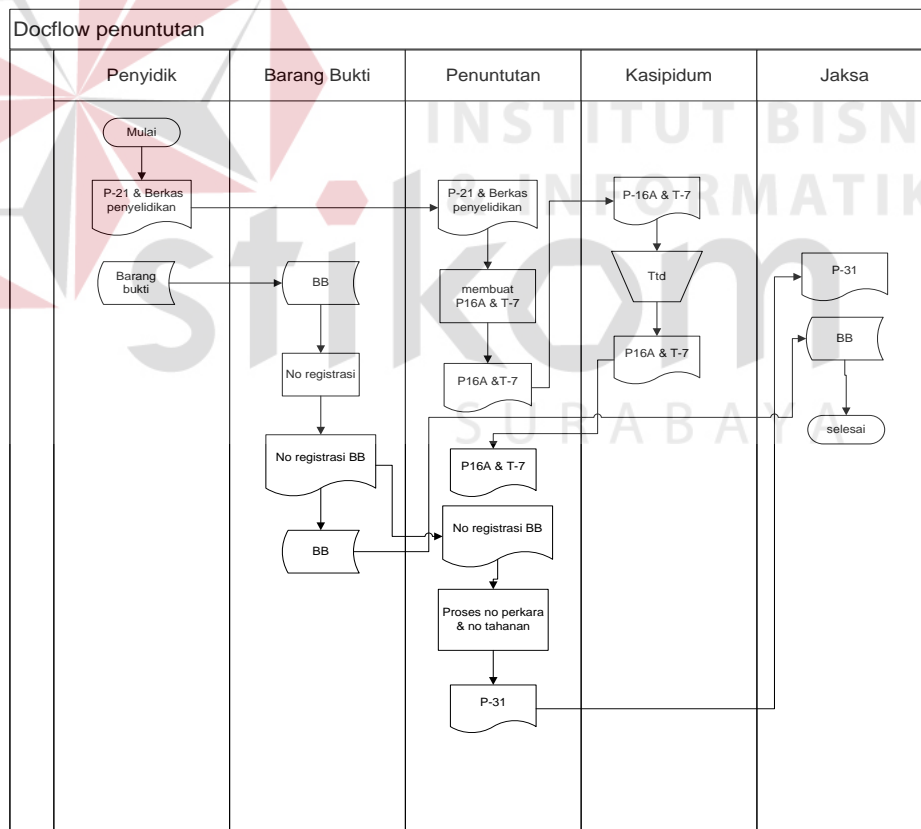 Docflow penuntutan
Penyidik
Barang Bukti
Penuntutan
Kasipidum
Jaksa
INSTITUT BISN
& INFORMATIK
stikom
SURABAYA
Mulai
P-21 & Berkas
penyelidikan
Barang
bukti
BB
No registrasi
No registrasi BB
BB
P-21 & Berkas
penyelidikan
membuat
P16A & T-7
P16A &T-7
P16A & T-7
No registrasi BB
Proses no perkara
& no tahanan
P-31
P-16A & T-7
Ttd
P16A & T-7
P-31
BB
selesai